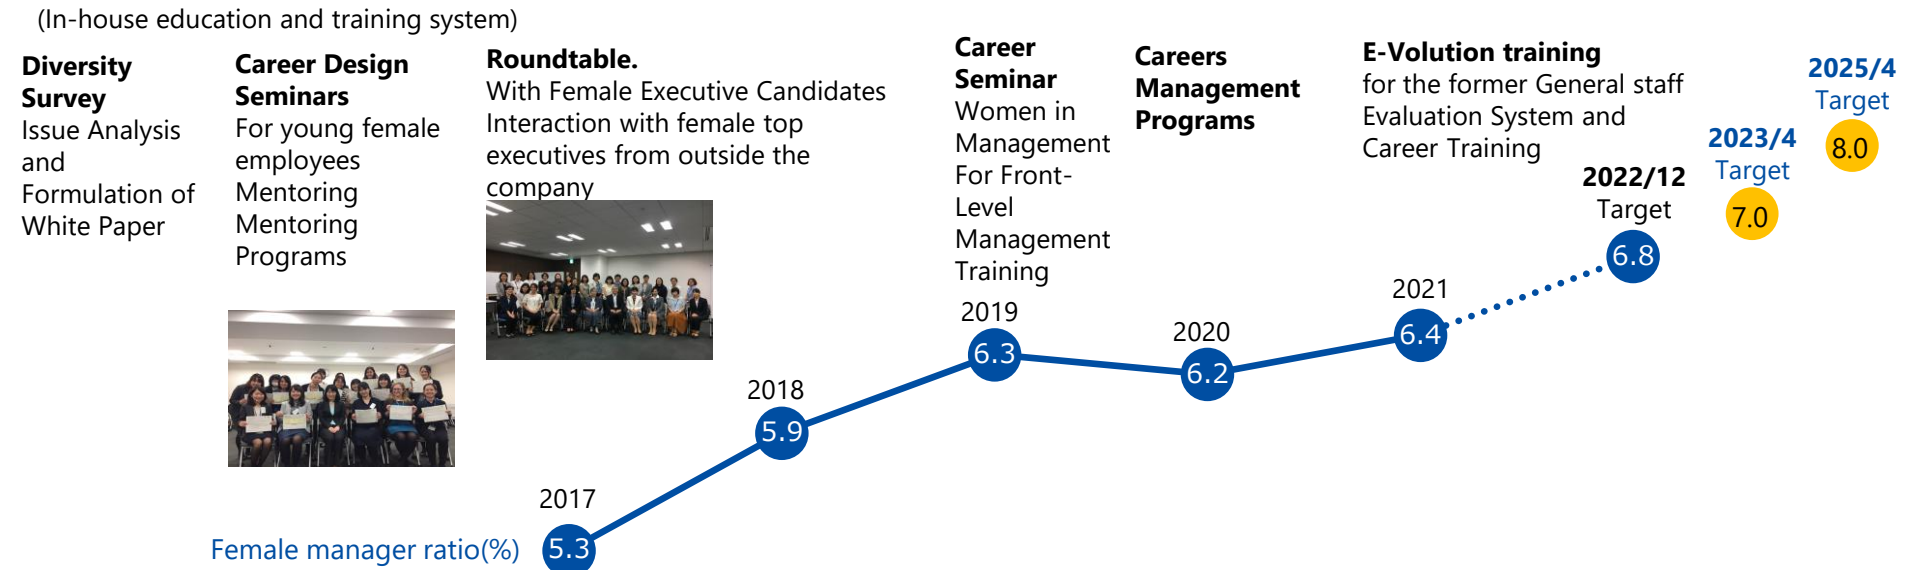 (In-house education and training system)
Diversity
Survey
Issue Analysis
and
Formulation of
White Paper
Career Design
Seminars
For young female
employees
Mentoring
Mentoring
Programs
Roundtable.
With Female Executive Candidates
Interaction with female top
executives from outside the
company
Career
Seminar
Women in
Management
For Front-
Level
Management
Training
Careers
Management
Programs
E-Volution training
for the former General staff
Evaluation System and
Career Training
2025/4
Target
8.0
2023/4
Target
7.0
2022/12
Target
6.8
2021
6.4
2020
6.2
2019
6.3
2018
5.9
2017
5.3
Female manager ratio(%)